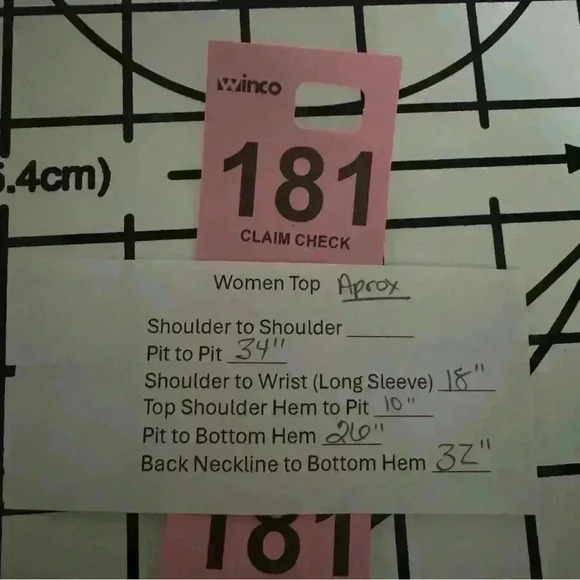 winco
5.4cm)
181
CLAIM CHECK
Women Top Aprox
Shoulder to Shoulder
Pit to Pit 34"
Shoulder to Wrist (Long Sleeve) 18"
Top Shoulder Hem to Pit 10"
Pit to Bottom Hem 26"
Back Neckline to Bottom Hem 32"
181